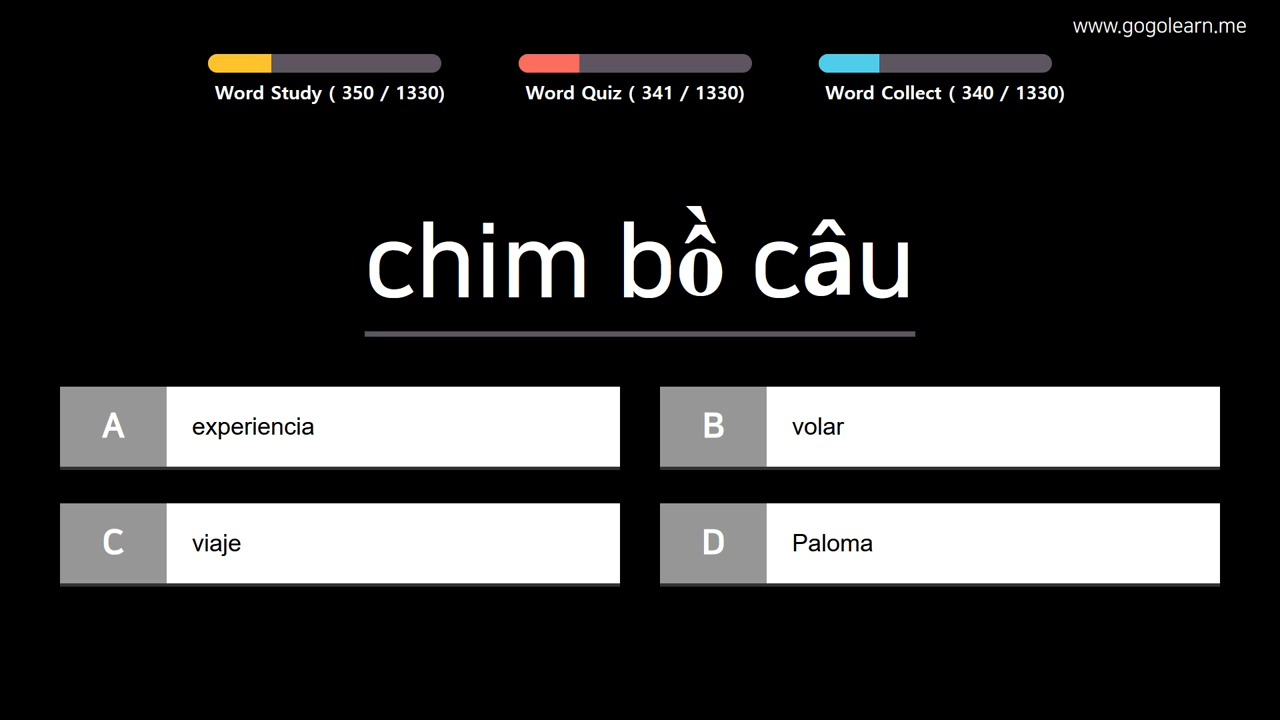 www.gogolearn.me
Word Study ( 350 / 1330)
Word Quiz ( 341 / 1330)
Word Collect ( 340 / 1330)
chim bồ câu
A experiencia
B volar
C viaje
D Paloma